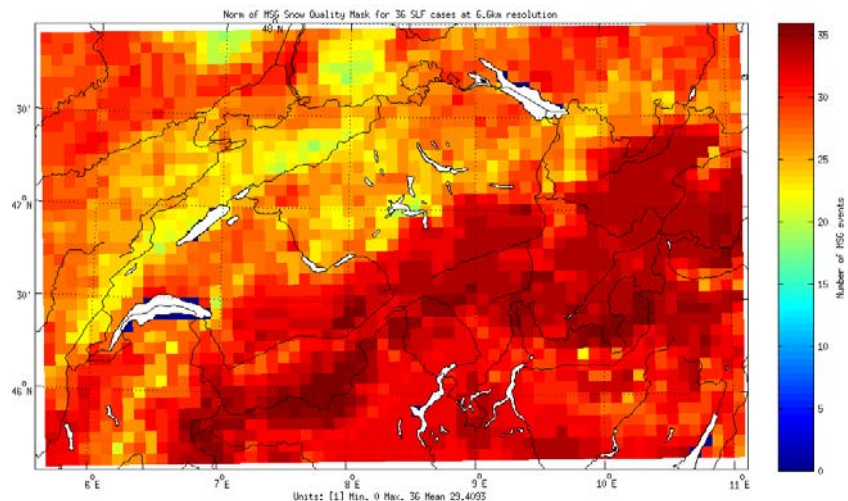 Norm of MSG Snow Quality Mask for 36 SLF cases at 6.6km resolution
48°N
30'
47°N
30'
46°N
6°E
7°E
8°E
9°E
10°E
11°E
Units: [1] Min. 0 Max. 36 Mean 29.4093
35
30
25
20
15
10
5
0
Number of MSG events